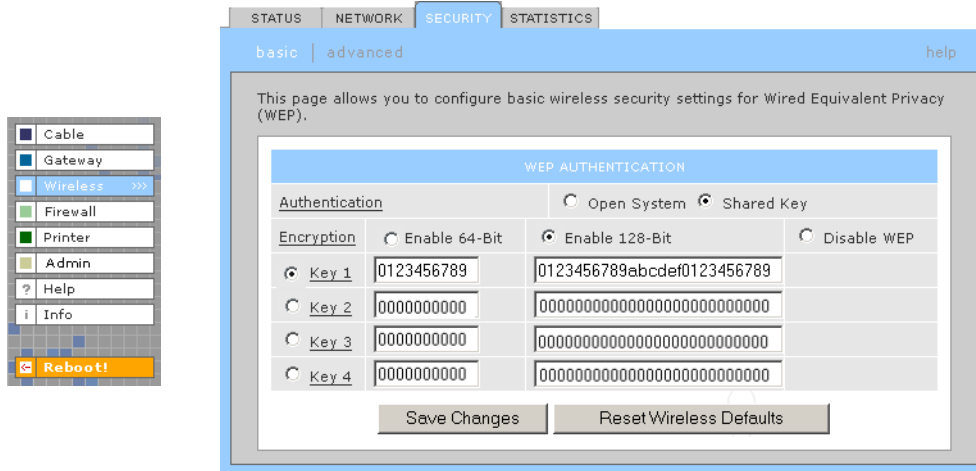 STATUS NETWORK SECURITY STATISTICS
basic | advanced help
This page allows you to configure basic wireless security settings for Wired Equivalent Privacy
(WEP).
Cable
Gateway
Wireless >>>
Firewall
Printer
Admin
? Help
i Info
Reboot!
WEP AUTHENTICATION
Authentication Open System Shared Key
Encryption Enable 64-Bit Enable 128-Bit Disable WEP
Key 1 0123456789 0123456789abcdef0123456789
Key 2 0000000000 00000000000000000000000000
Key 3 0000000000 00000000000000000000000000
Key 4 0000000000 00000000000000000000000000
Save Changes Reset Wireless Defaults